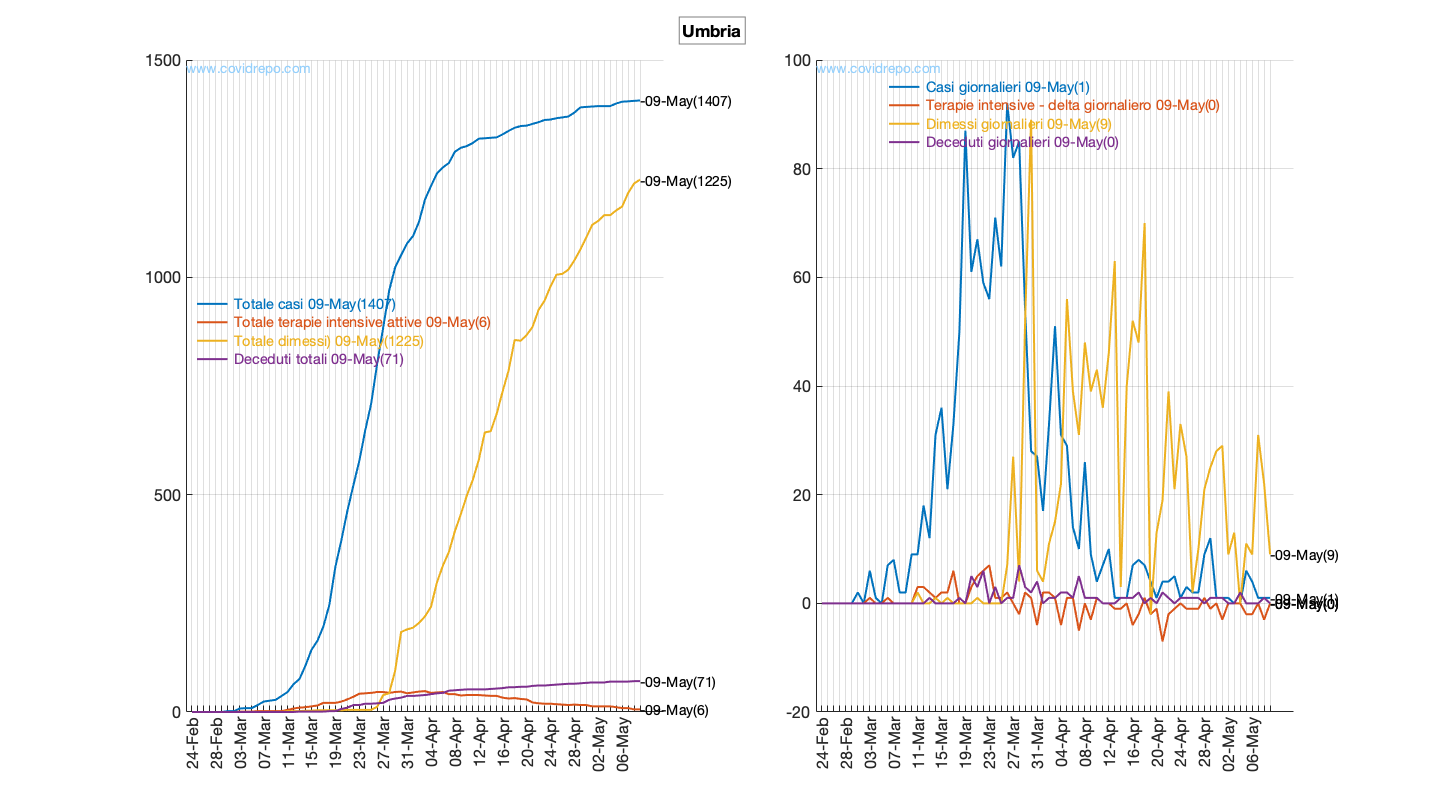 Umbria
1500
www.covidrepo.com
-09-May(1407)
-09-May(1225)
1000
Totale casi 09-May(1407)
Totale terapie intensive attive 09-May(6)
Totale dimessi) 09-May(1225)
Deceduti totali 09-May(71)
500
-09-May(71)
-09-May(6)
0
24-Feb
28-Feb
03-Mar
07-Mar
11-Mar
15-Mar
19-Mar
23-Mar
27-Mar
31-Mar
04-Apr
08-Apr
12-Apr
16-Apr
20-Apr
24-Apr
28-Apr
02-May
06-May
100
www.covidrepo.com
Casi giornalieri 09-May(1)
Terapie intensive - delta giornaliero 09-May(0)
Dimessi giornalieri 09-May(9)
Deceduti giornalieri 09-May(0)
80
60
40
20
-09-May(9)
-09-May(1)
-09-May(0)
0
-20
24-Feb
28-Feb
03-Mar
07-Mar
11-Mar
15-Mar
19-Mar
23-Mar
27-Mar
31-Mar
04-Apr
08-Apr
12-Apr
16-Apr
20-Apr
24-Apr
28-Apr
02-May
06-May